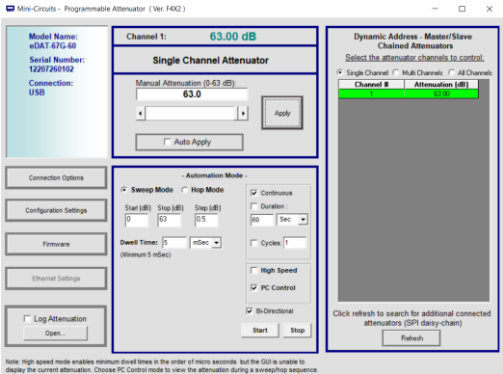 Mini-Circuits - Programmable Attenuator ( Ver. F4X2 )
Model Name:
eDAT-67G-60
Serial Number:
12207260102
Connection:
USB
Channel 1: 63.00 dB
Single Channel Attenuator
Manual Attenuation (0-63 dB):
63.0
Apply
Auto Apply
Connection Options
Configuration Settings
Firmware
Ethernet Settings
Log Attenuation
Open...
- Automation Mode -
Sweep Mode Hop Mode
Start (dB) Stop (dB) Step (dB)
0 63 0.5
Dwell Time: 5 mSec
(Minimum 5 mSec)
Continuous
Duration :
60 Sec
Cycles: 1
High Speed
PC Control
Bi-Directional
Start Stop
Dynamic Address - Master/Slave
Chained Attenuators
Select the attenuator channels to control:
Single Channel Multi Channels All Channels
Channel # Attenuation (dB)
1 63.00
Click refresh to search for additional connected
attenuators (SPI daisy-chain)
Refresh
Note: High speed mode enables minimum dwell times in the order of micro seconds but the GUI is unable to
display the current attenuation. Choose PC Control mode to view the attenuation during a sweep/hop sequence.